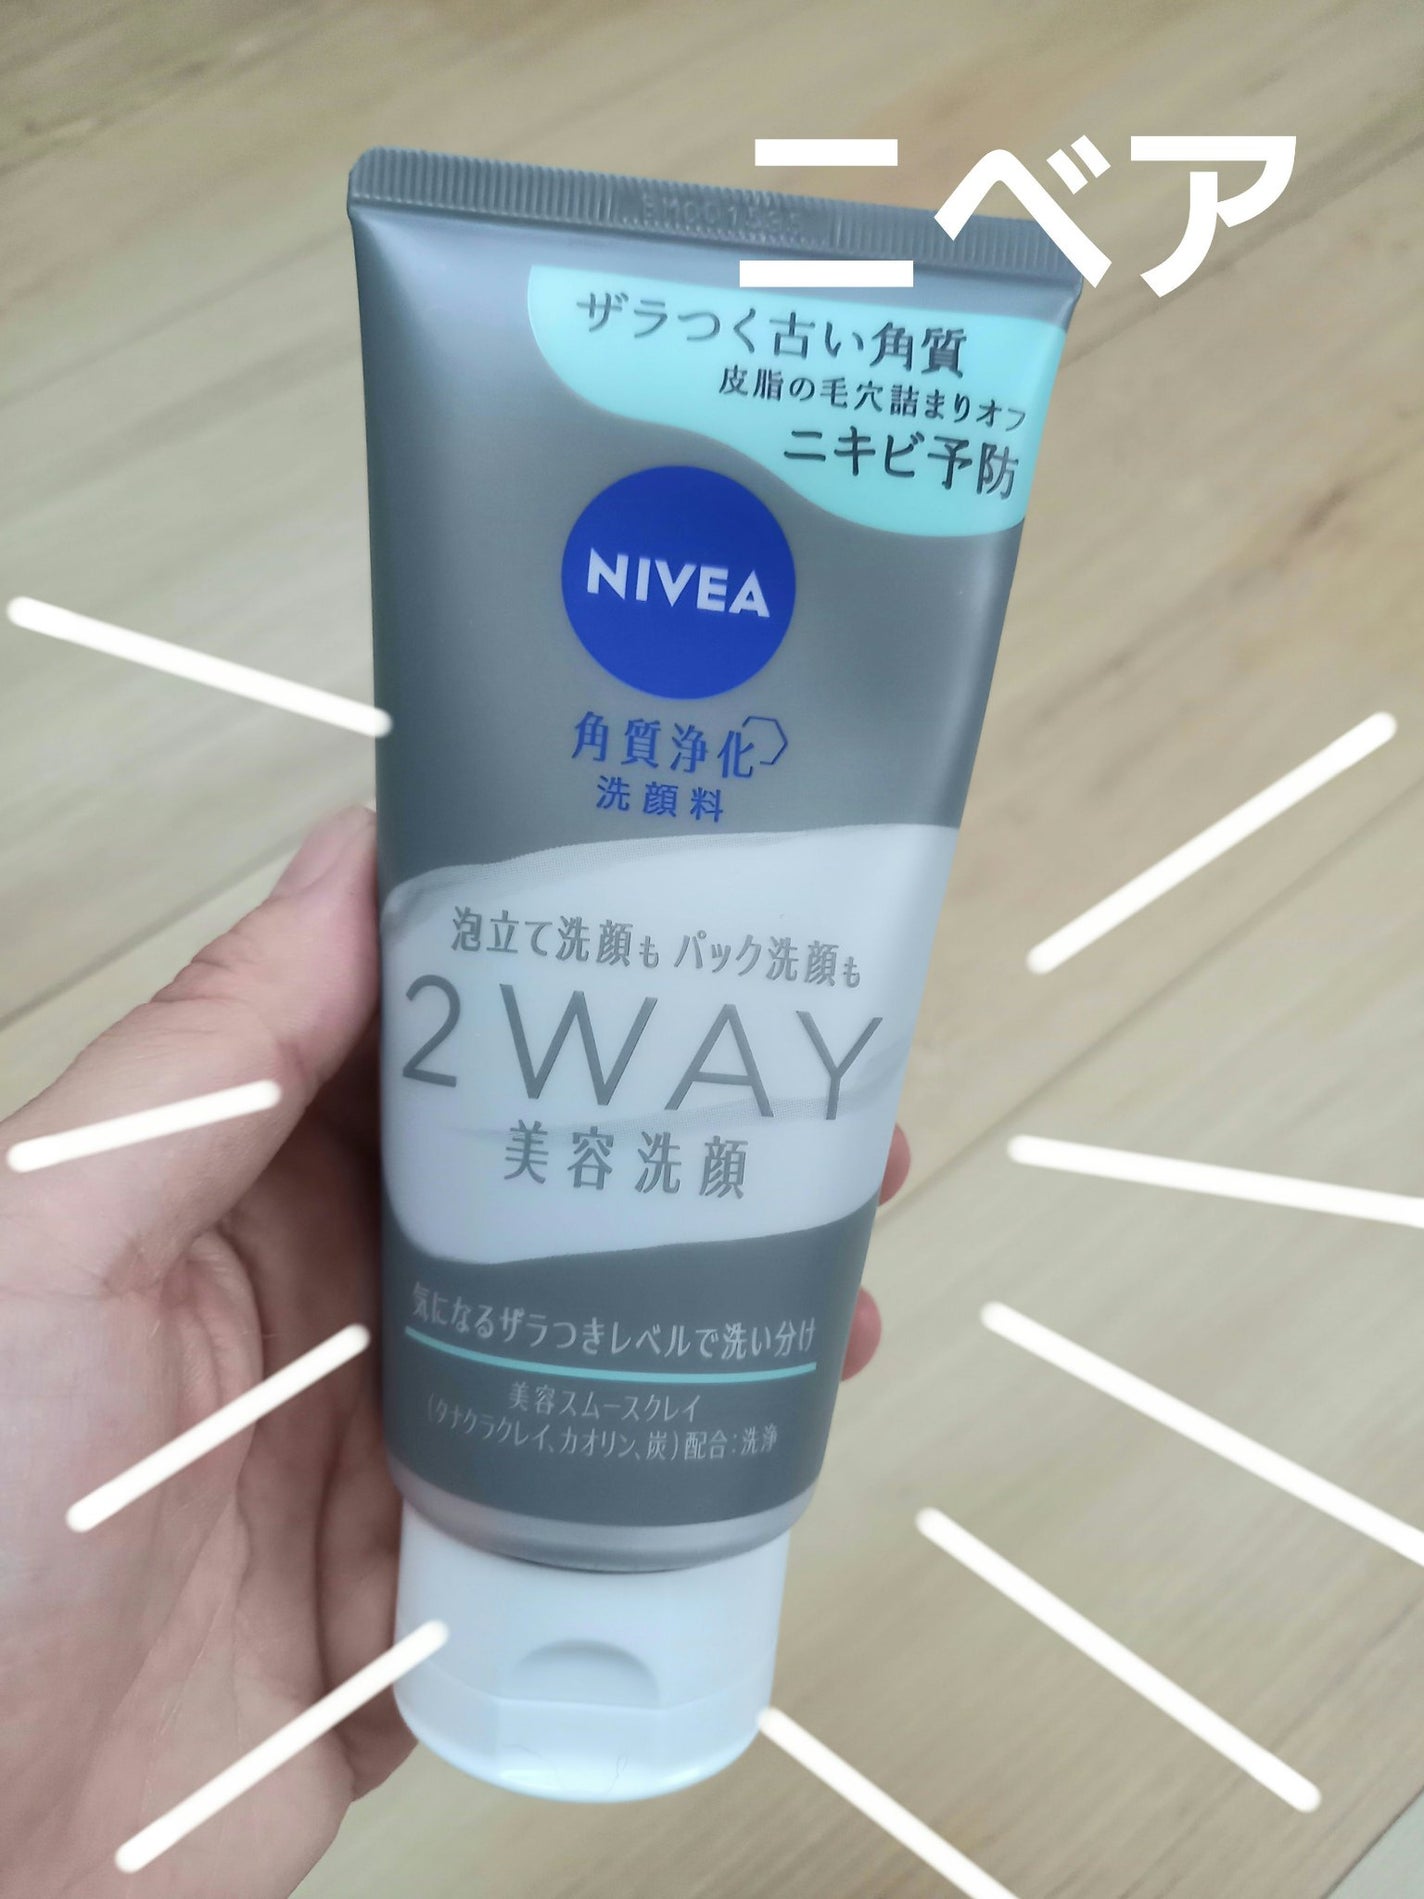 ニベア
ザラつく古い角質
皮脂の毛穴詰まりオフ
ニキビ予防
NIVEA
角質浄化
洗顔料
泡立て洗顔も パック洗顔も
2WAY
美容洗顔
気になるザラつきレベルで洗い分け
美容スムースクレイ
(タナクラクレイ、カオリン、炭)配合:洗浄